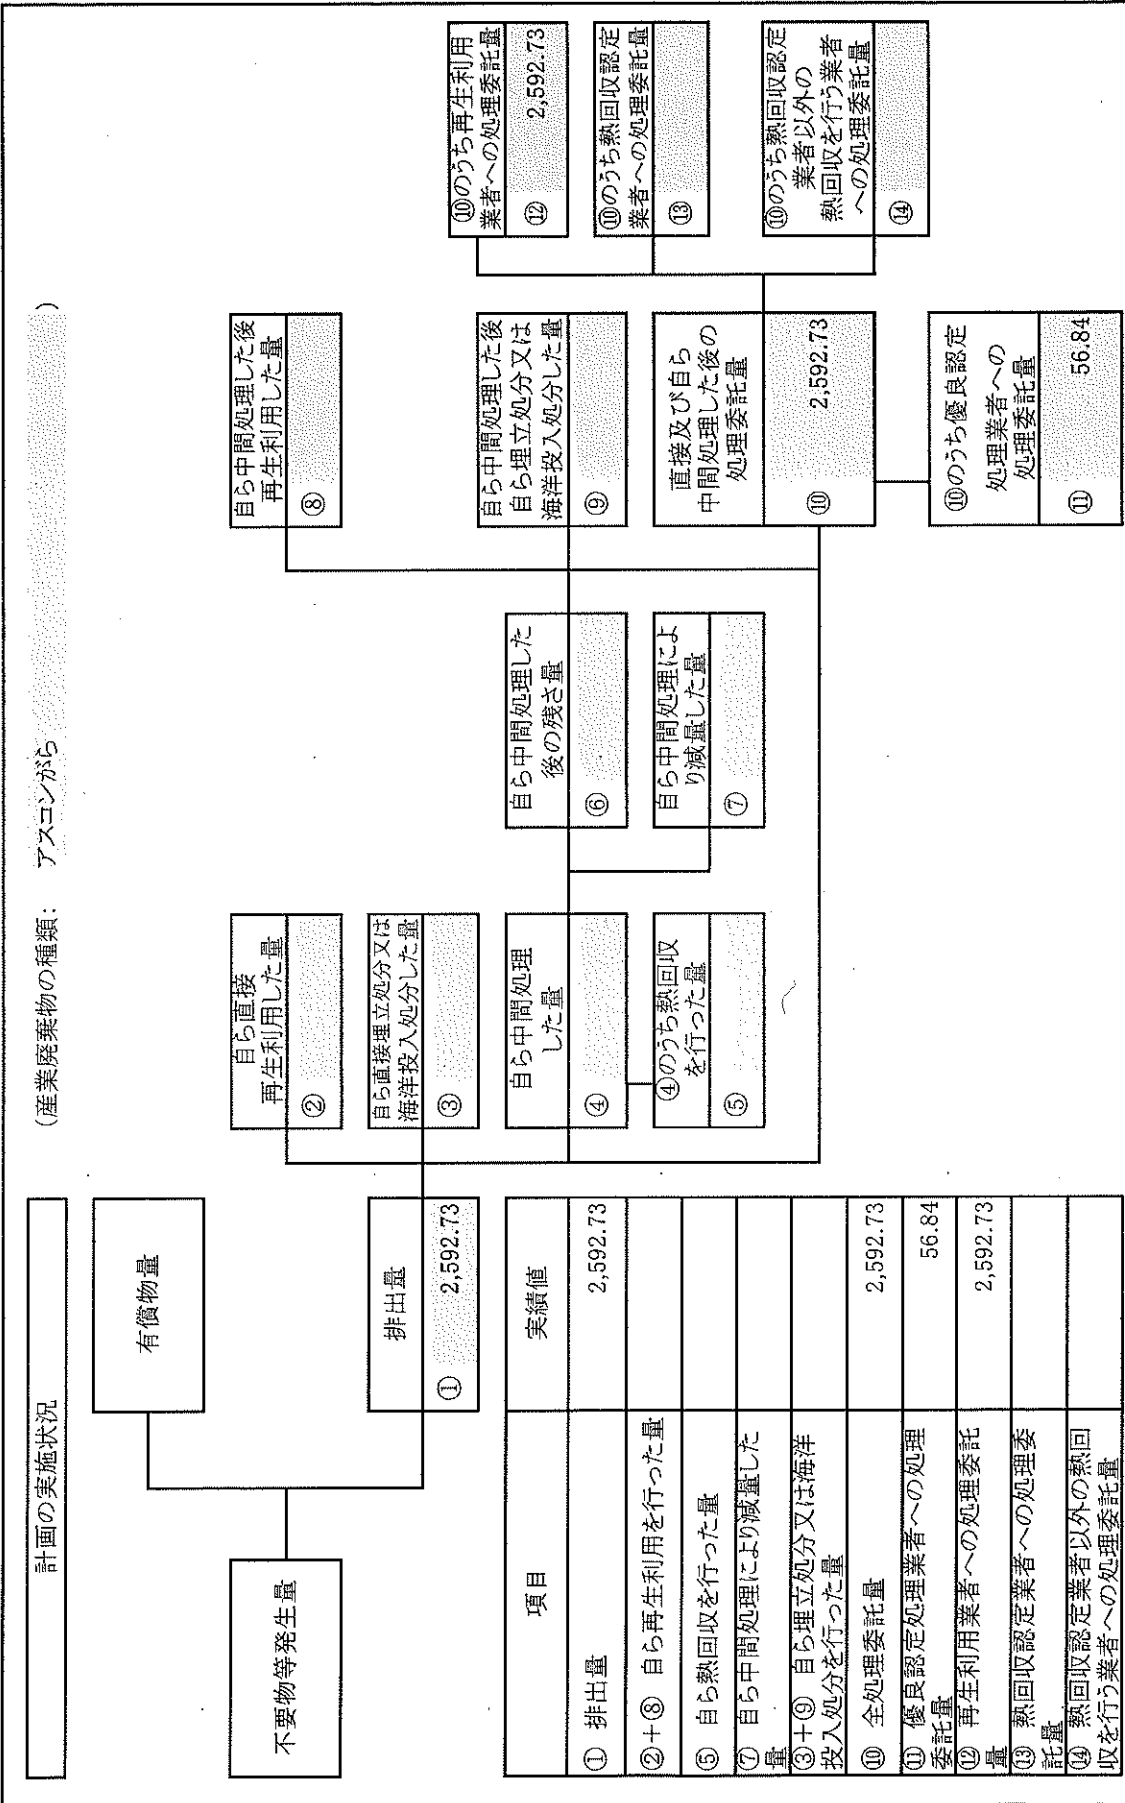 計画の実施状況
(産業廃棄物の種類： アスコンがら )
不要物等発生量
有償物量
排出量
① 2,592.73
自ら直接
再生利用した量
②
自ら直接埋立処分又は
海洋投入処分した量
③
自ら中間処理
した量
④
④のうち熱回収
を行った量
⑤
自ら中間処理した
後の残さ量
⑥
自ら中間処理によ
り減量した量
⑦
自ら中間処理した後
再生利用した量
⑧
自ら中間処理した後
自ら埋立処分又は
海洋投入処分した量
⑨
直接及び自ら
中間処理した後の
処理委託量
⑩ 2,592.73
⑩のうち優良認定
処理業者への
処理委託量
⑪ 56.84
⑩のうち再生利用
業者への処理委託量
⑫ 2,592.73
⑩のうち熱回収認定
業者への処理委託量
⑬
⑩のうち熱回収認定
業者以外の
熱回収を行う業者
への処理委託量
⑭
項目 実績値
① 排出量 2,592.73
②＋⑧ 自ら再生利用を行った量
⑤ 自ら熱回収を行った量
⑦ 自ら中間処理により減量した
量
③＋⑨ 自ら埋立処分又は海洋
投入処分を行った量
⑩ 全処理委託量 2,592.73
⑪ 優良認定処理業者への処理
委託量 56.84
⑫ 再生利用業者への処理委託
量 2,592.73
⑬ 熱回収認定業者への処理委
託量
⑭ 熱回収認定業者以外の熱回
収を行う業者への処理委託量